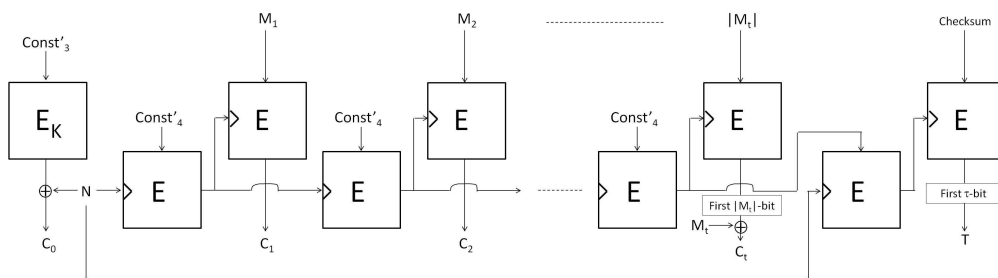 M₁
M₂
|Mₜ|
Checksum
Const'₃
Const'₄
Const'₄
Const'₄
E_K
E
E
E
E
E
E
E
E
N
First |Mₜ|-bit
First τ-bit
Mₜ
C₀
C₁
C₂
Cₜ
T